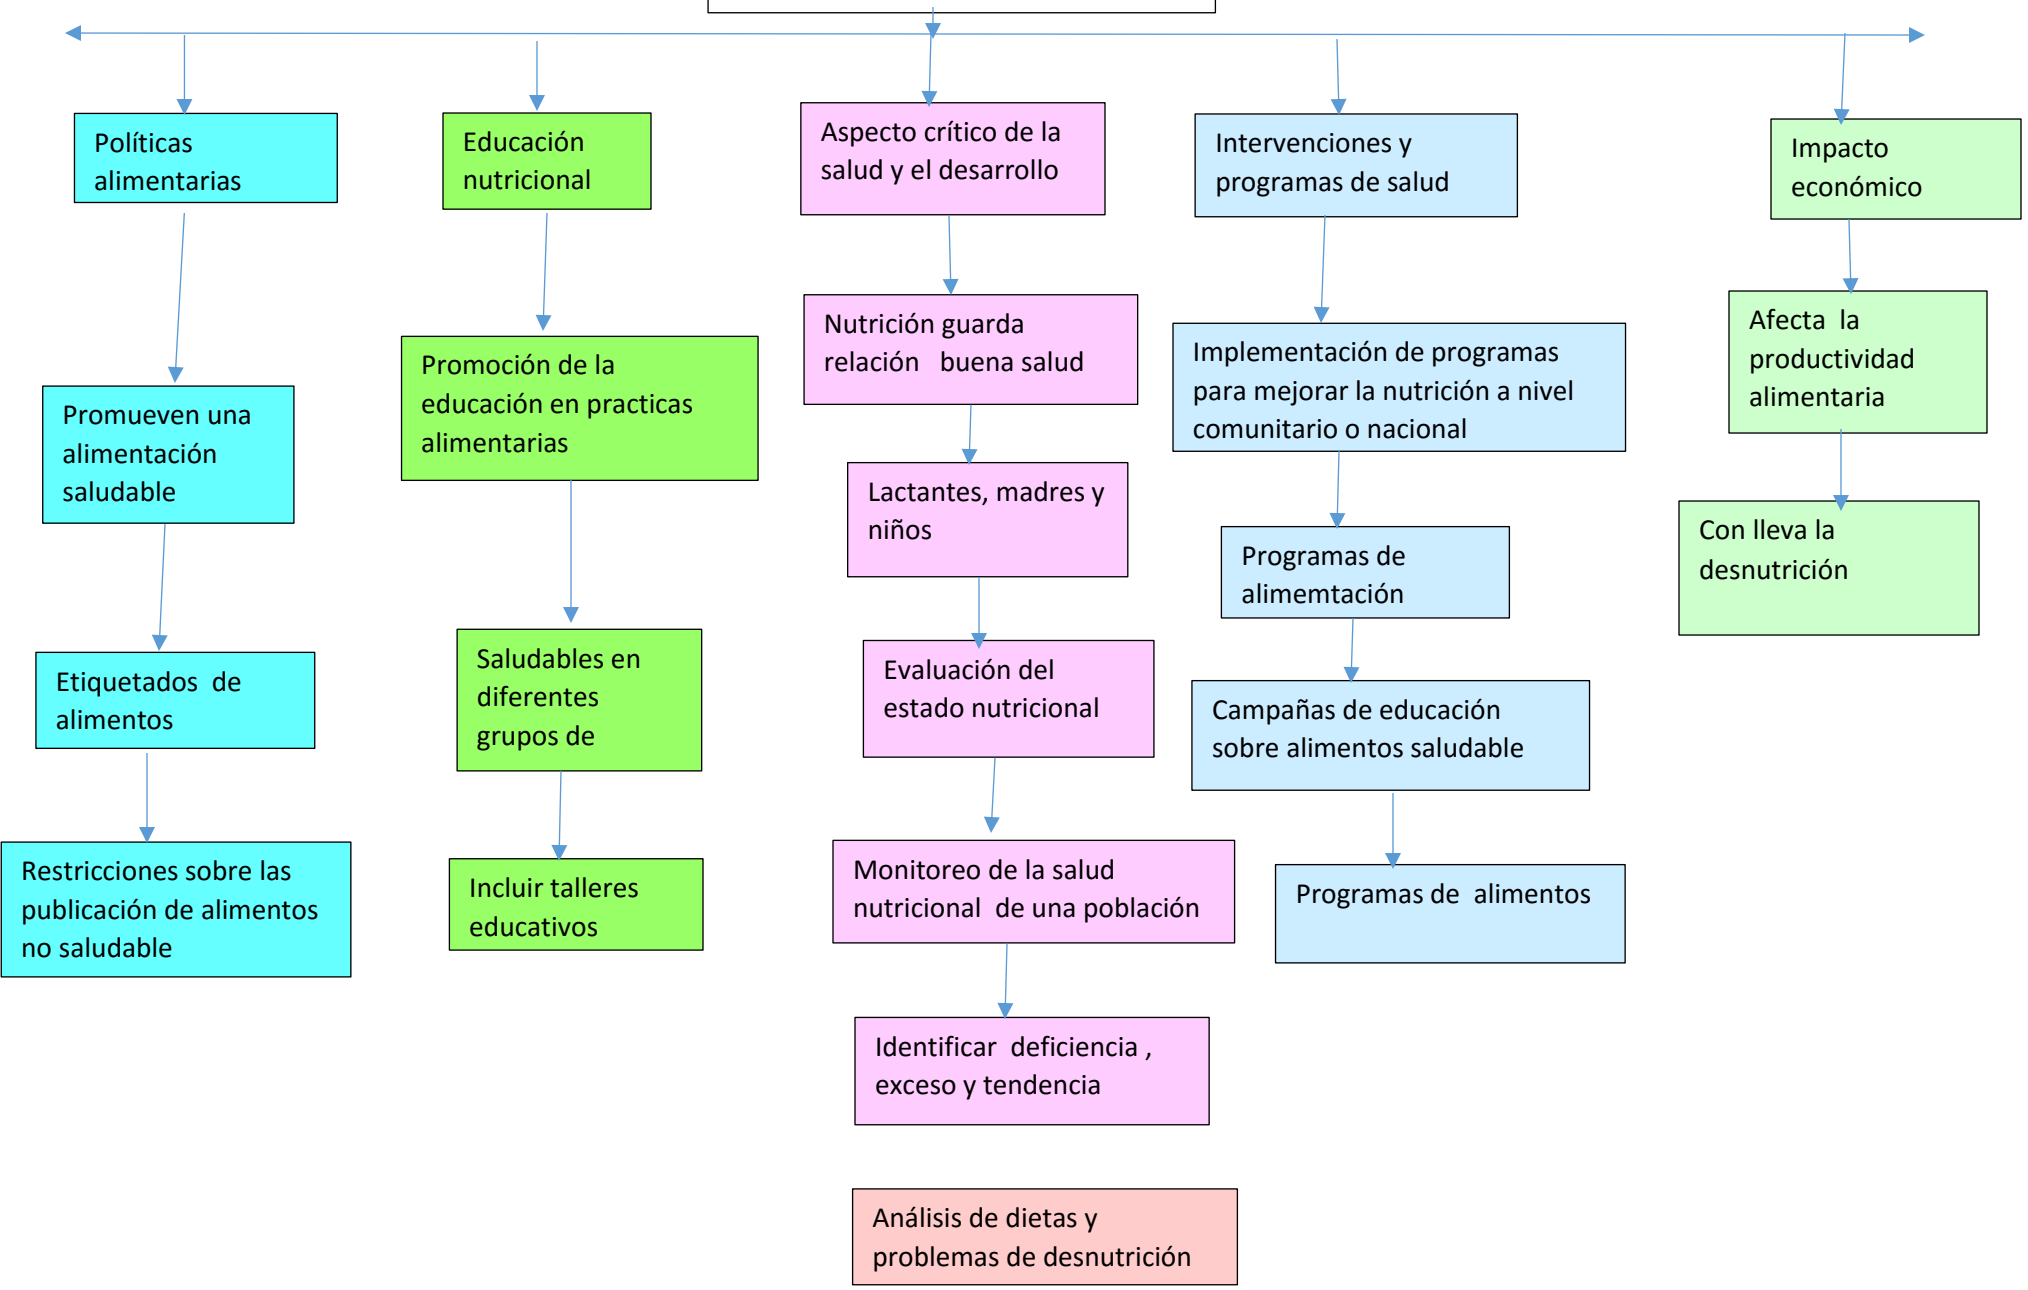 Políticas
alimentarias
Promueven una
alimentación
saludable
Etiquetados de
alimentos
Restricciones sobre las
publicación de alimentos
no saludable
Educación
nutricional
Promoción de la
educación en practicas
alimentarias
Saludables en
diferentes
grupos de
Incluir talleres
educativos
Aspecto crítico de la
salud y el desarrollo
Nutrición guarda
relación buena salud
Lactantes, madres y
niños
Evaluación del
estado nutricional
Monitoreo de la salud
nutricional de una población
Identificar deficiencia ,
exceso y tendencia
Análisis de dietas y
problemas de desnutrición
Intervenciones y
programas de salud
Implementación de programas
para mejorar la nutrición a nivel
comunitario o nacional
Programas de
alimemtación
Campañas de educación
sobre alimentos saludable
Programas de alimentos
Impacto
económico
Afecta la
productividad
alimentaria
Con lleva la
desnutrición